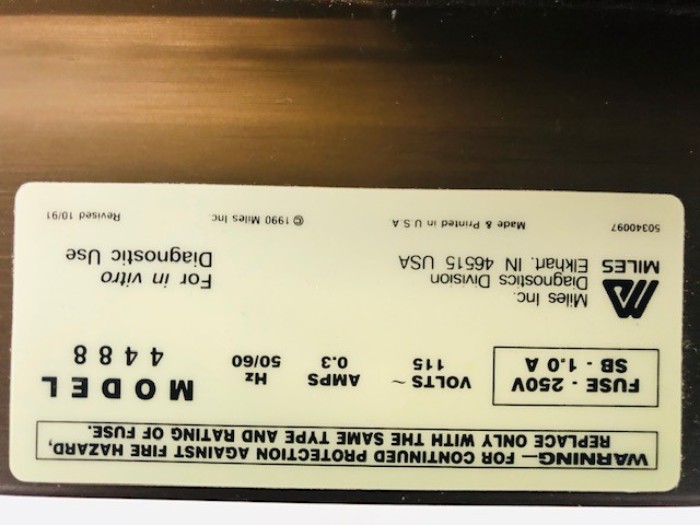 WARNING—FOR CONTINUED PROTECTION AGAINST FIRE HAZARD,
REPLACE ONLY WITH THE SAME TYPE AND RATING OF FUSE.
FUSE - 250V
SB - 1.0 A
VOLTS ~
115
AMPS
0.3
Hz
50/60
MODEL
4488
MILES
Miles Inc.
Diagnostics Division
Elkhart, IN 46515 USA
For in vitro
Diagnostic Use
50340097
Made & Printed in U S A
© 1990 Miles Inc
Revised 10/91